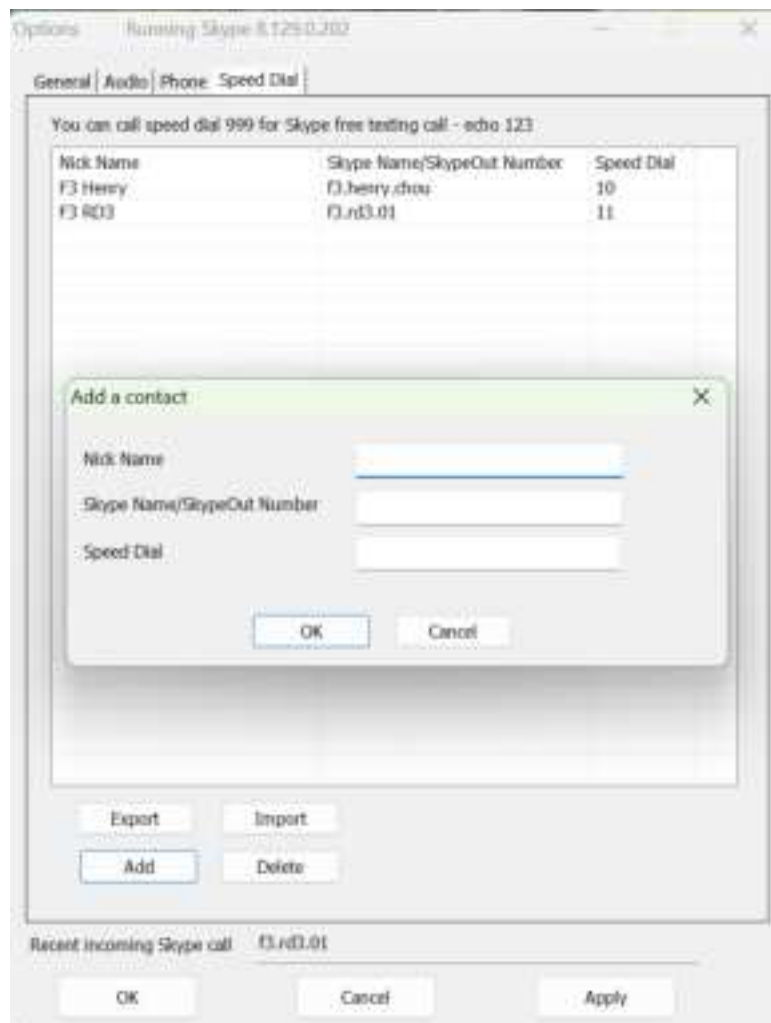 Options Running Skype 8.129.0.202
General Audio Phone Speed Dial
You can call speed dial 999 for Skype free testing call - echo 123
Nick Name Skype Name/SkypeOut Number Speed Dial
F3 Henry f3.henry.chou 10
F3 RD3 f3.rd3.01 11
Add a contact
Nick Name
Skype Name/SkypeOut Number
Speed Dial
OK Cancel
Export Import
Add Delete
Recent incoming Skype call f3.rd3.01
OK Cancel Apply